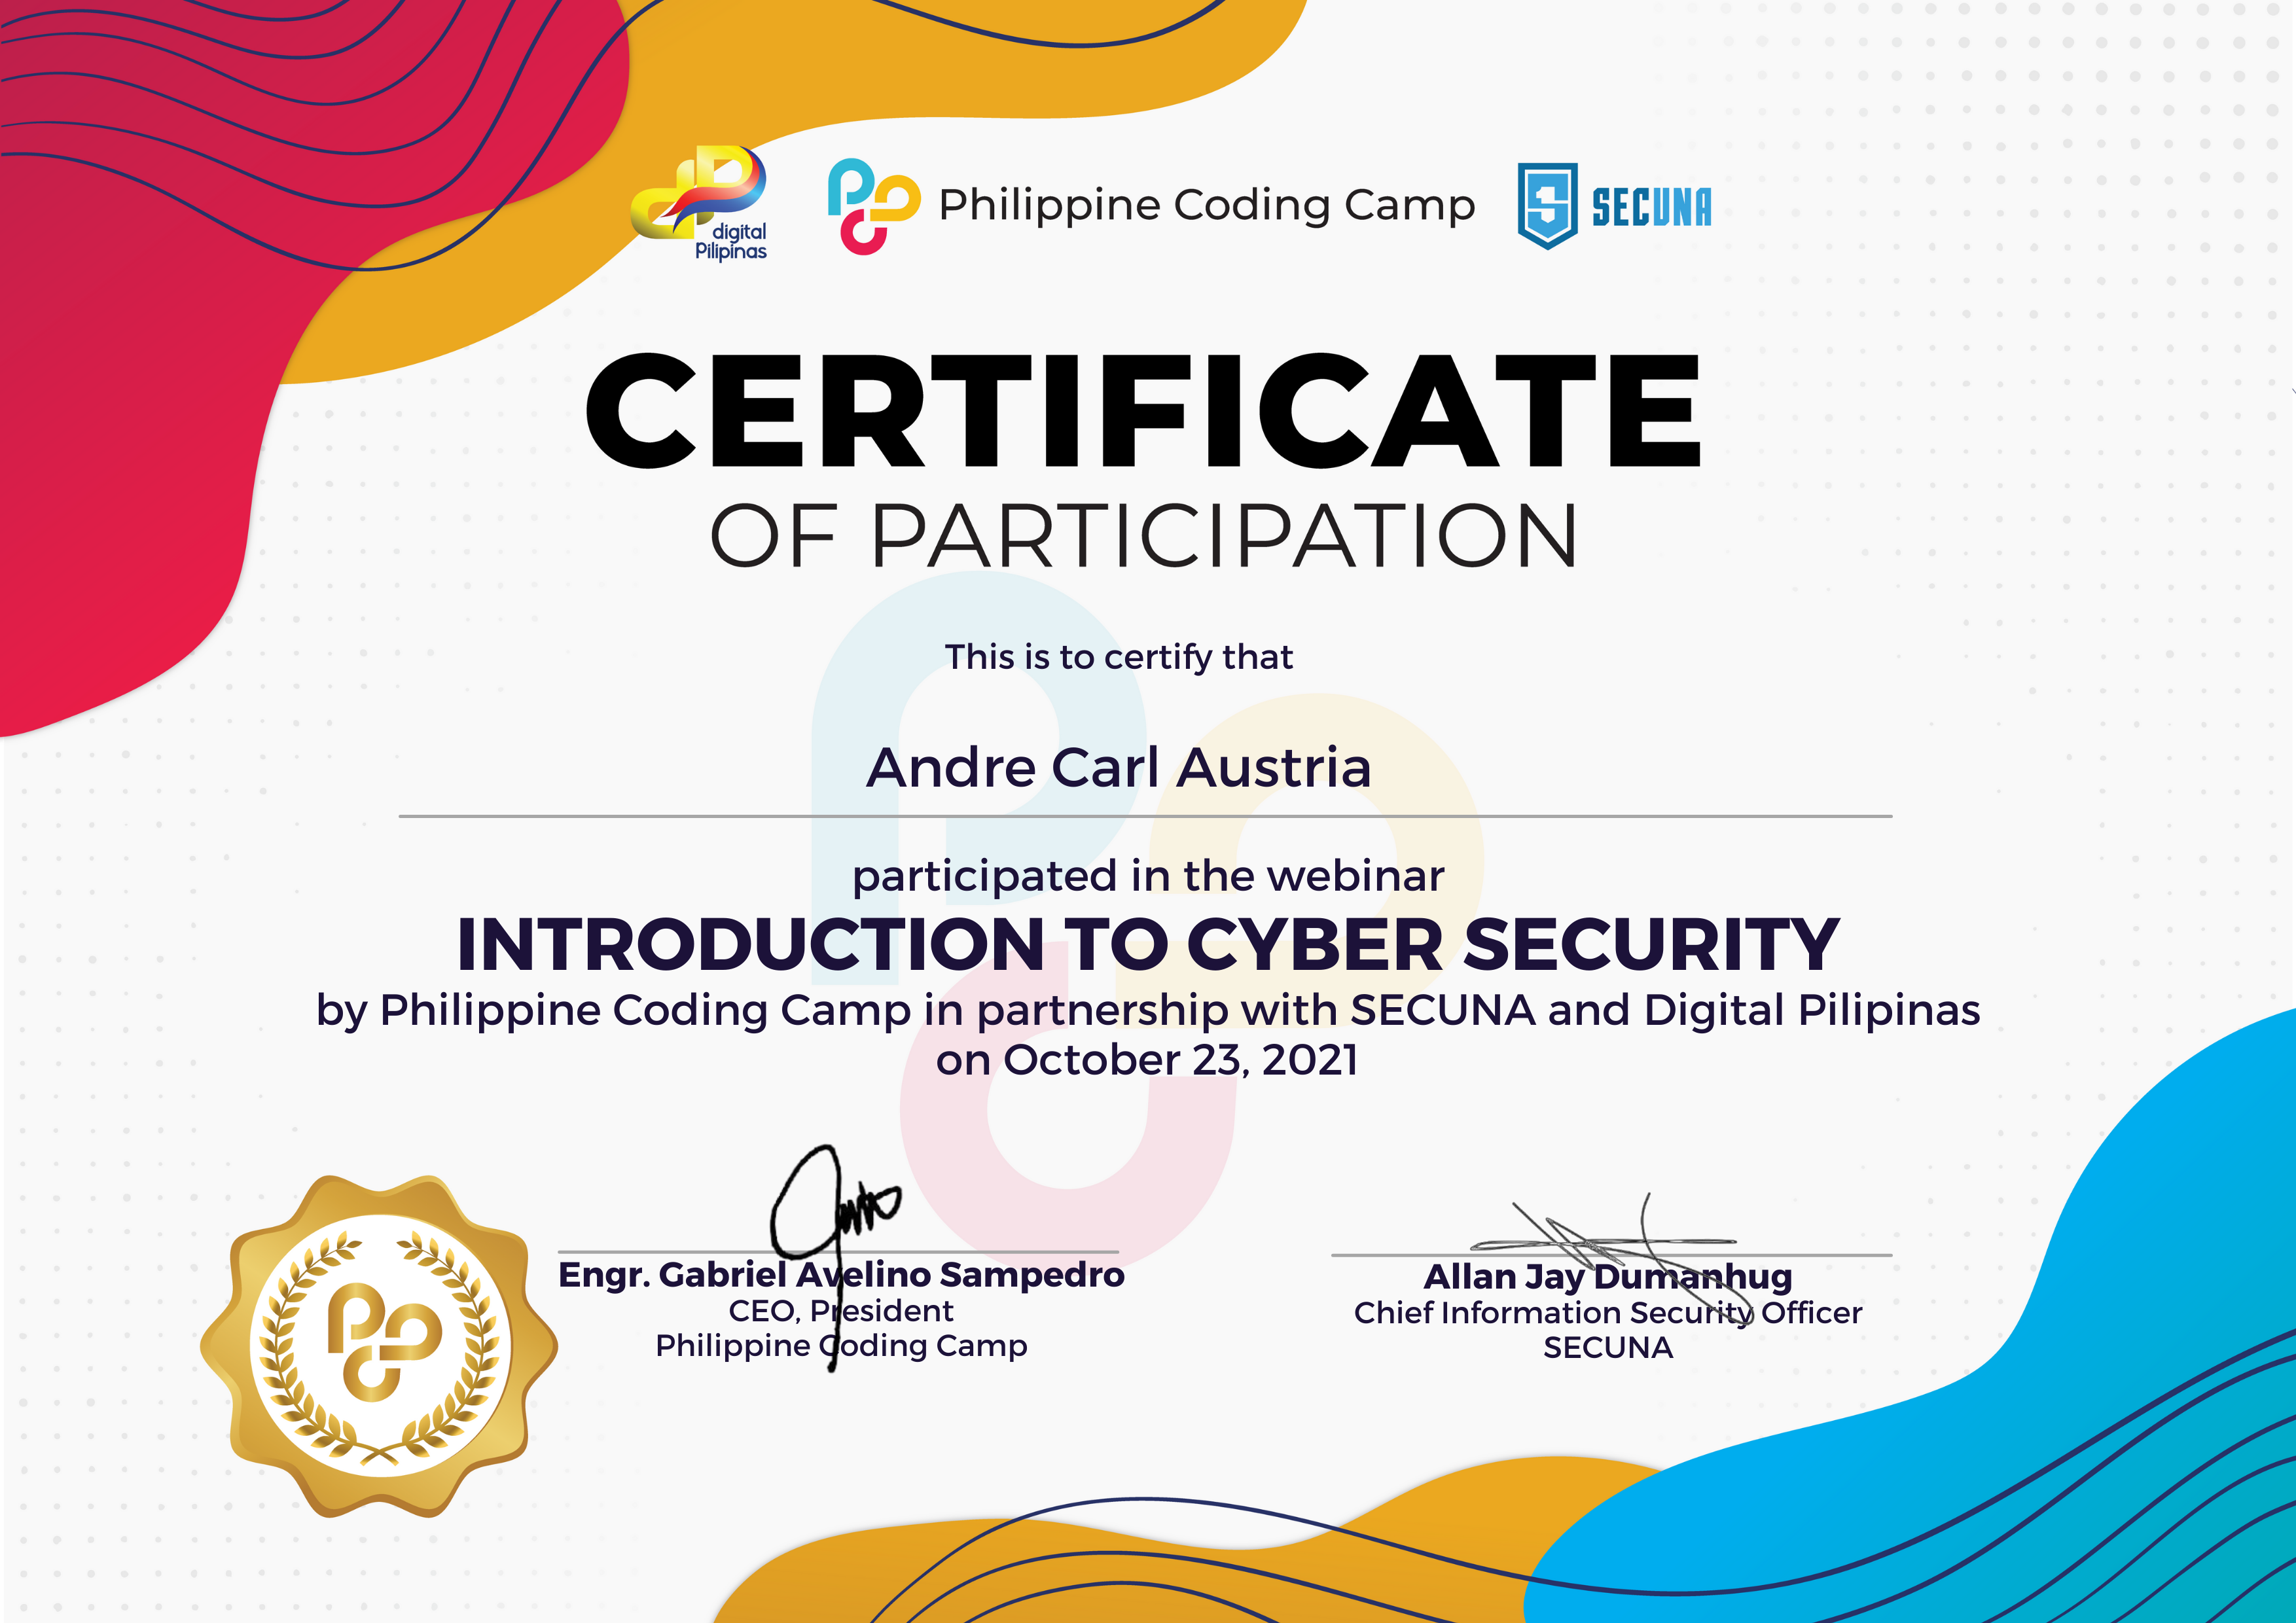 digital
Pilipinas
Philippine Coding Camp
SECUNA
CERTIFICATE
OF PARTICIPATION
This is to certify that
Andre Carl Austria
participated in the webinar
INTRODUCTION TO CYBER SECURITY
by Philippine Coding Camp in partnership with SECUNA and Digital Pilipinas
on October 23, 2021
Engr. Gabriel Avelino Sampedro
CEO, President
Philippine Coding Camp
Allan Jay Dumanhug
Chief Information Security Officer
SECUNA